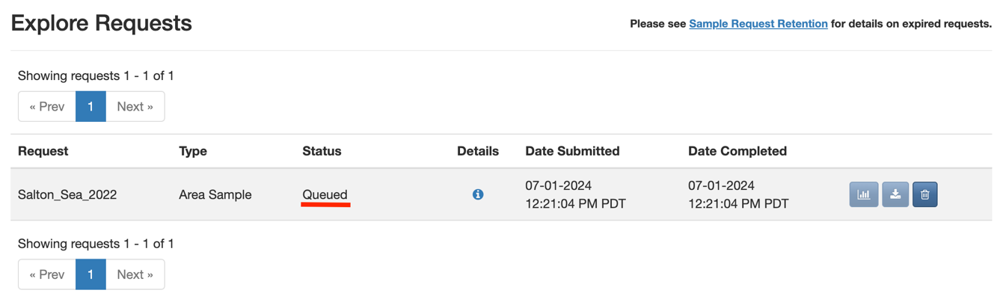 Explore Requests
Please see Sample Request Retention for details on expired requests.
Showing requests 1 - 1 of 1
« Prev 1 Next »
Request Type Status Details Date Submitted Date Completed
Salton_Sea_2022 Area Sample Queued 07-01-2024 12:21:04 PM PDT 07-01-2024 12:21:04 PM PDT
Showing requests 1 - 1 of 1
« Prev 1 Next »